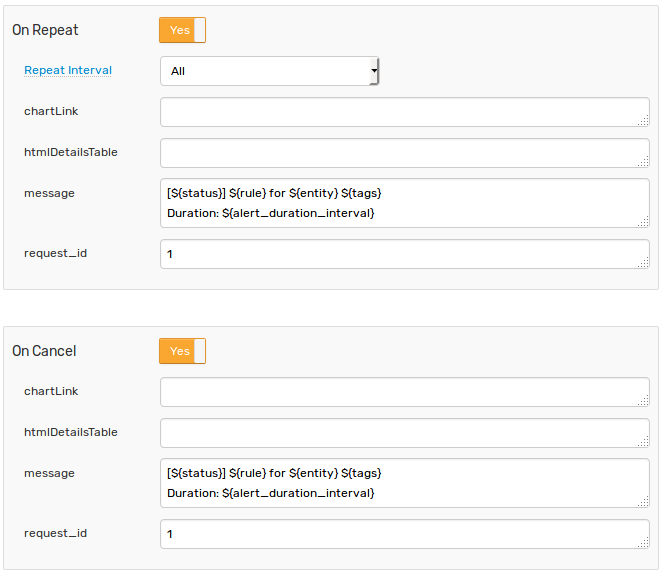 On Repeat Yes
Repeat Interval All
chartLink
htmlDetailsTable
message [${status}] ${rule} for ${entity} ${tags}
Duration: ${alert_duration_interval}
request_id 1
On Cancel Yes
chartLink
htmlDetailsTable
message [${status}] ${rule} for ${entity} ${tags}
Duration: ${alert_duration_interval}
request_id 1